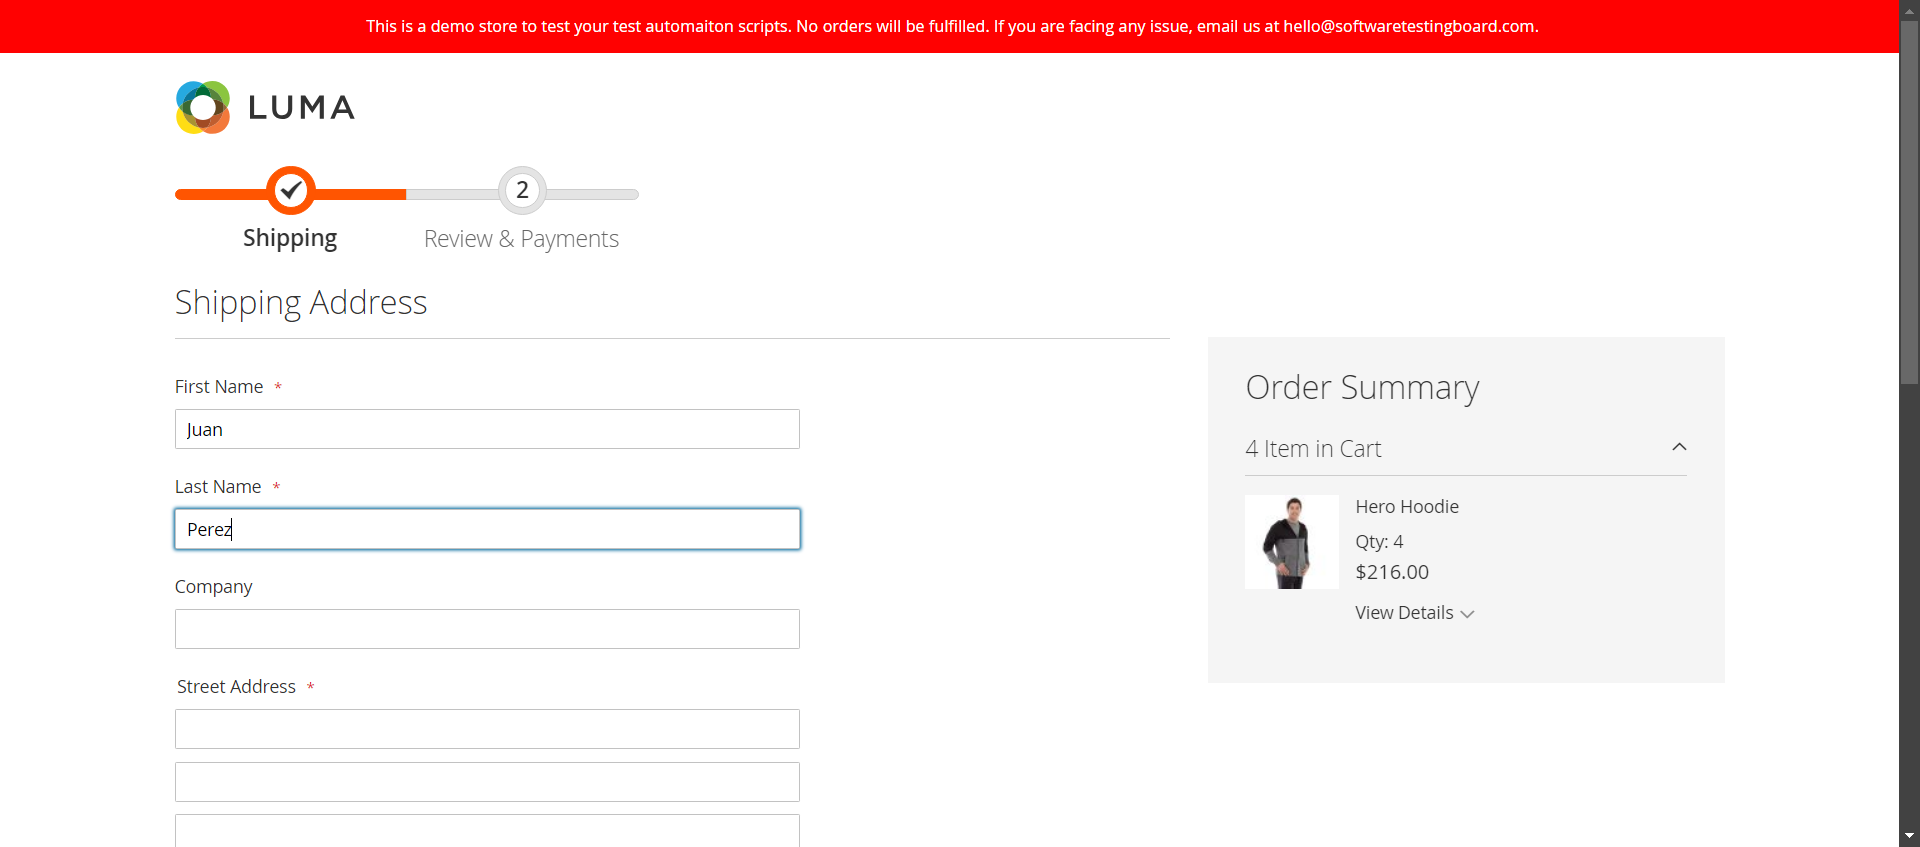 This is a demo store to test your test automaiton scripts. No orders will be fulfilled. If you are facing any issue, email us at hello@softwaretestingboard.com.
LUMA
2
Shipping
Review & Payments
Shipping Address
First Name *
Juan
Last Name *
Perez
Company
Street Address *
Order Summary
4 Item in Cart
Hero Hoodie
Qty: 4
$216.00
View Details